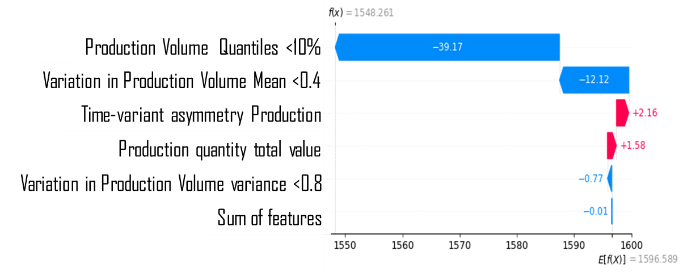 f(x) = 1548.261
Production Volume Quantiles <10% −39.17
Variation in Production Volume Mean <0.4 −12.12
Time-variant asymmetry Production +2.16
Production quantity total value +1.58
Variation in Production Volume variance <0.8 −0.77
Sum of features −0.01
1550 1560 1570 1580 1590 1600
E[f(X)] = 1596.589